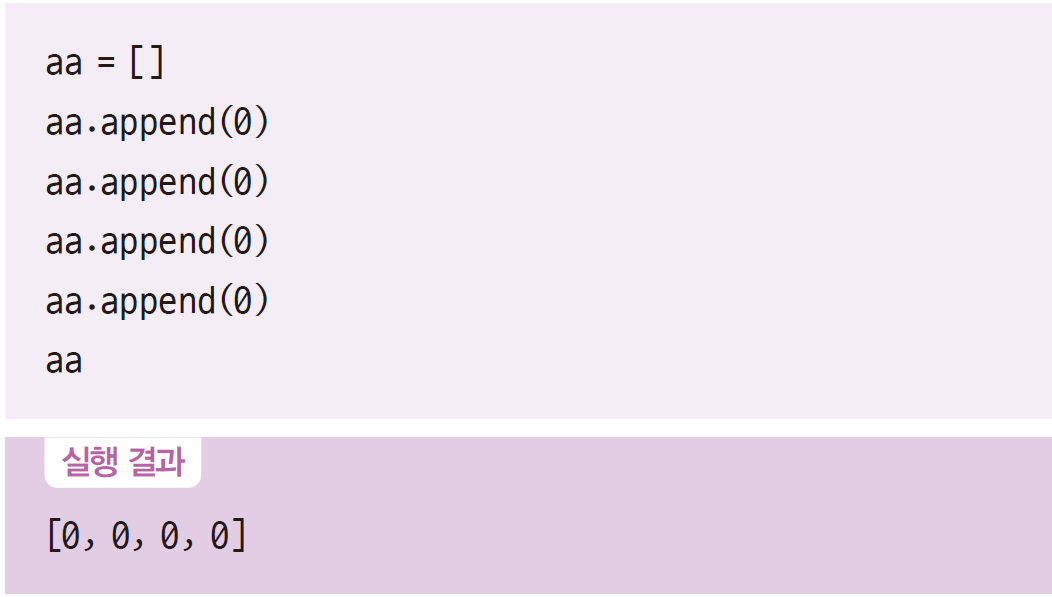 aa = []
aa.append(0)
aa.append(0)
aa.append(0)
aa.append(0)
aa
실행 결과
[0, 0, 0, 0]